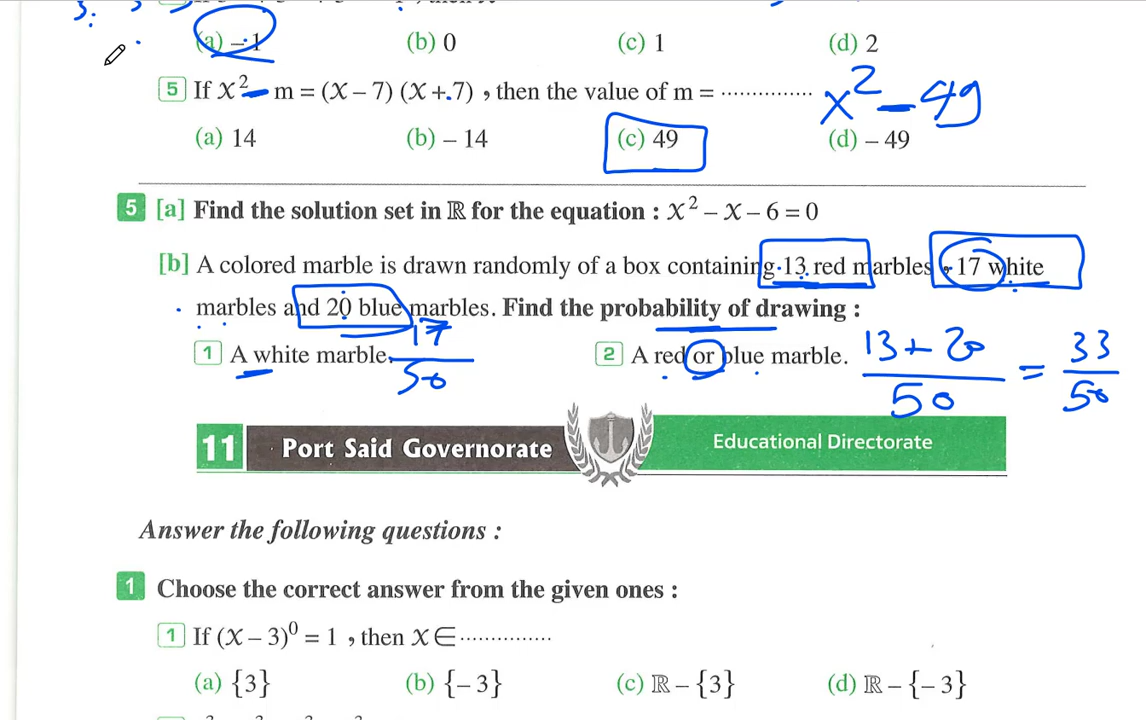 (a) – 1 (b) 0 (c) 1 (d) 2
5 If X² – m = (X – 7) (X + 7) , then the value of m = ............... x² – 49
(a) 14 (b) – 14 (c) 49 (d) – 49
5 [a] Find the solution set in ℝ for the equation : X² – X – 6 = 0
[b] A colored marble is drawn randomly of a box containing 13 red marbles , 17 white
marbles and 20 blue marbles. Find the probability of drawing :
1 A white marble. 17/50 2 A red or blue marble. 13 + 20/50 = 33/50
11 Port Said Governorate Educational Directorate
Answer the following questions :
1 Choose the correct answer from the given ones :
1 If (X – 3)⁰ = 1 , then X ∈ ...............
(a) {3} (b) {– 3} (c) ℝ – {3} (d) ℝ – {– 3}